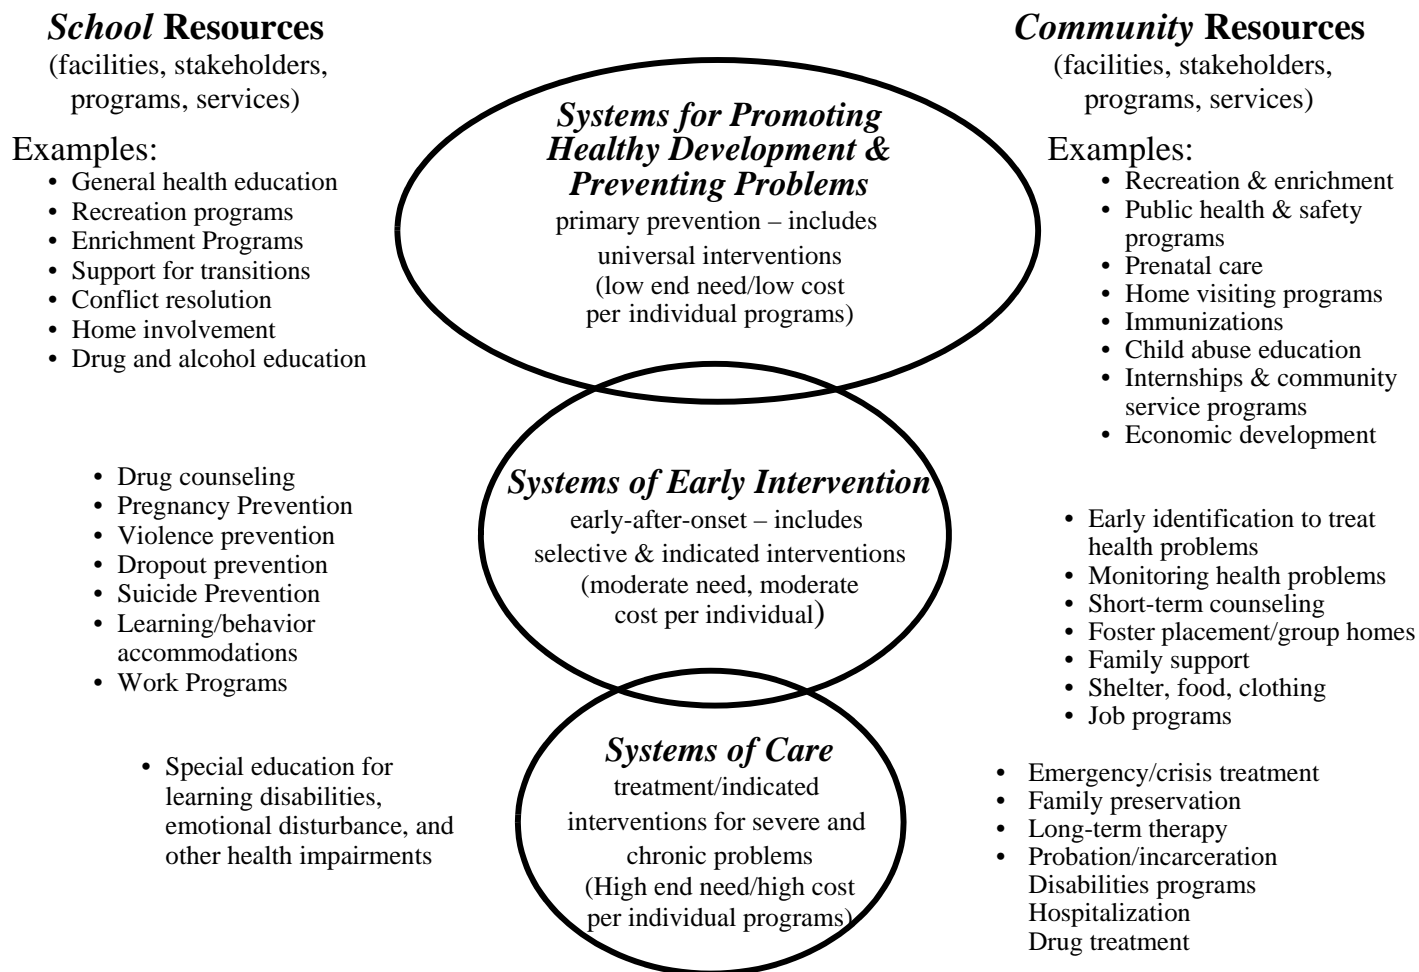 School Resources
(facilities, stakeholders,
programs, services)
Examples:
• General health education
• Recreation programs
• Enrichment Programs
• Support for transitions
• Conflict resolution
• Home involvement
• Drug and alcohol education
• Drug counseling
• Pregnancy Prevention
• Violence prevention
• Dropout prevention
• Suicide Prevention
• Learning/behavior
accommodations
• Work Programs
• Special education for
learning disabilities,
emotional disturbance, and
other health impairments
Systems for Promoting
Healthy Development &
Preventing Problems
primary prevention – includes
universal interventions
(low end need/low cost
per individual programs)
Systems of Early Intervention
early-after-onset – includes
selective & indicated interventions
(moderate need, moderate
cost per individual)
Systems of Care
treatment/indicated
interventions for severe and
chronic problems
(High end need/high cost
per individual programs)
Community Resources
(facilities, stakeholders,
programs, services)
Examples:
• Recreation & enrichment
• Public health & safety
programs
• Prenatal care
• Home visiting programs
• Immunizations
• Child abuse education
• Internships & community
service programs
• Economic development
• Early identification to treat
health problems
• Monitoring health problems
• Short-term counseling
• Foster placement/group homes
• Family support
• Shelter, food, clothing
• Job programs
• Emergency/crisis treatment
• Family preservation
• Long-term therapy
• Probation/incarceration
Disabilities programs
Hospitalization
Drug treatment